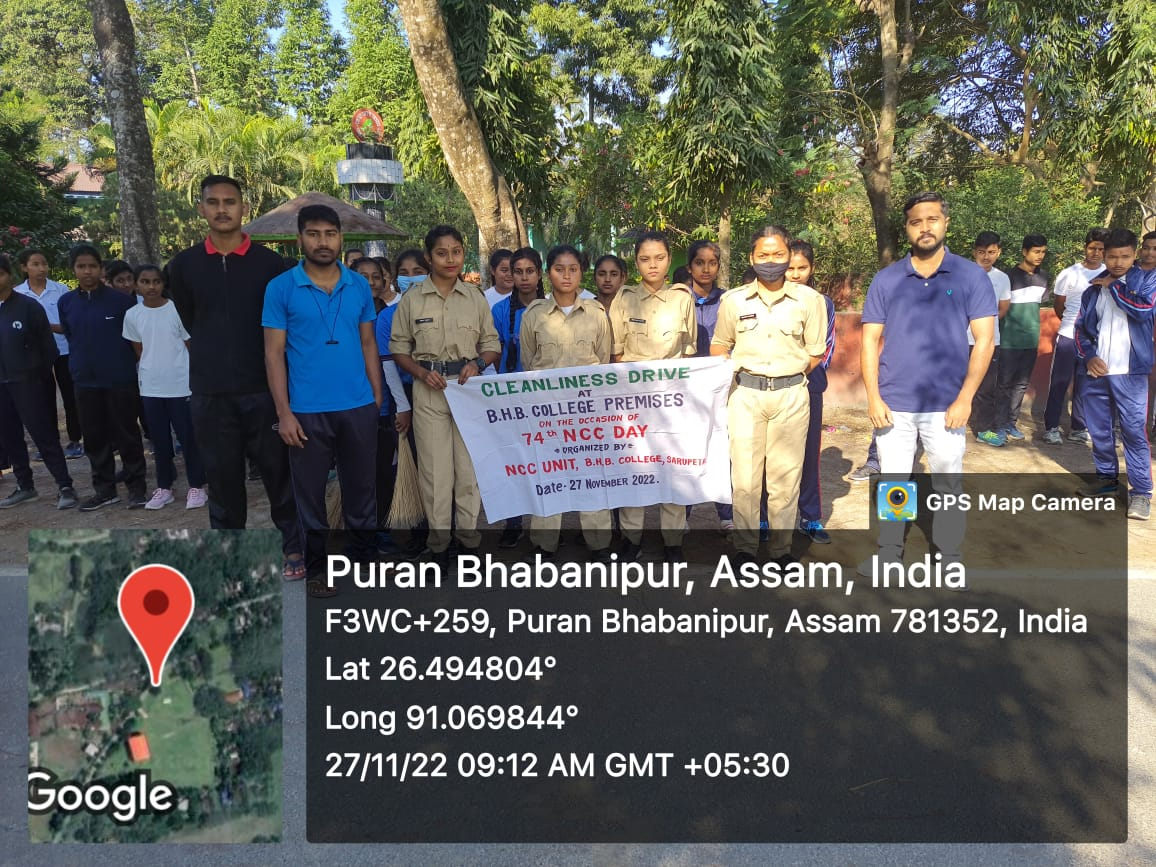 CLEANLINESS DRIVE
AT
B.H.B. COLLEGE PREMISES
ON THE OCCASION OF
74th NCC DAY
ORGANIZED BY
NCC UNIT, B.H.B. COLLEGE, SARUPETA
Date- 27 NOVEMBER 2022.
GPS Map Camera
Puran Bhabanipur, Assam, India
F3WC+259, Puran Bhabanipur, Assam 781352, India
Lat 26.494804°
Long 91.069844°
27/11/22 09:12 AM GMT +05:30
Google